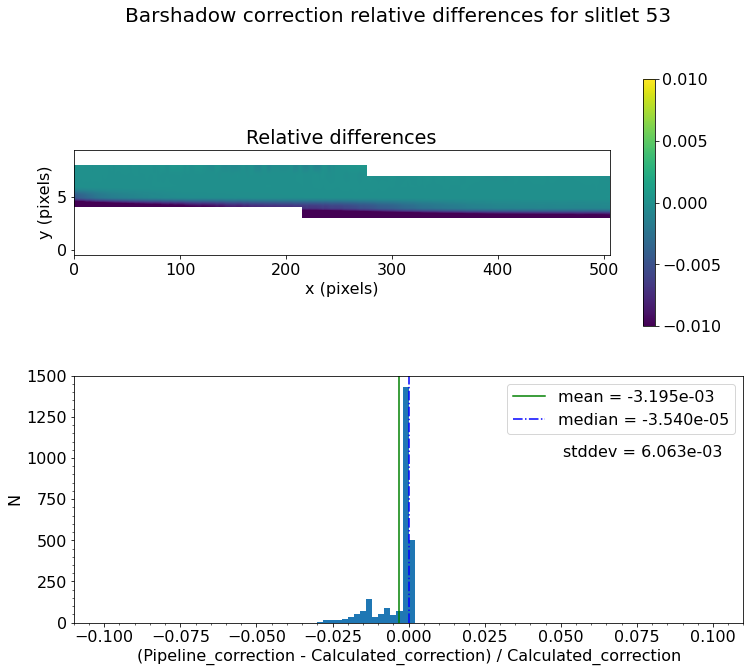 Barshadow correction relative differences for slitlet 53
Relative differences
y (pixels)
5
0
0 100 200 300 400 500
x (pixels)
0.010
0.005
0.000
−0.005
−0.010
1500
1250
1000
750
500
250
0
N
mean = -3.195e-03
median = -3.540e-05
stddev = 6.063e-03
−0.100 −0.075 −0.050 −0.025 0.000 0.025 0.050 0.075 0.100
(Pipeline_correction - Calculated_correction) / Calculated_correction